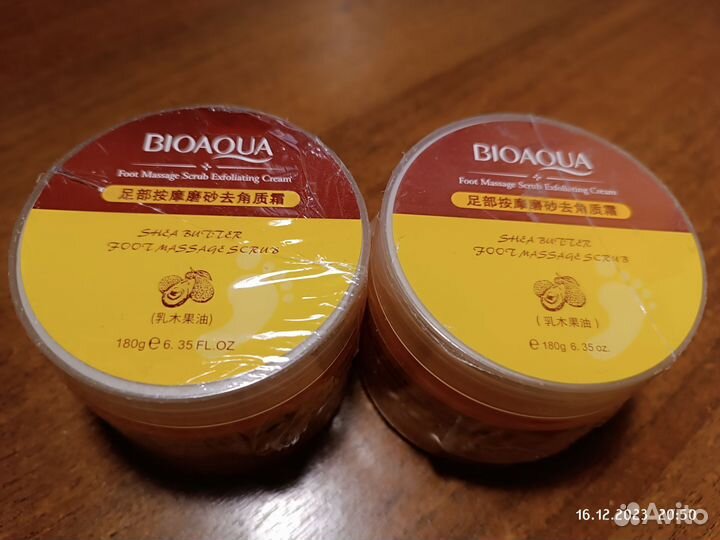 BIOAQUA
Foot Massage Scrub Exfoliating Cream
足部按摩磨砂去角质霜
SHEA BUTTER
FOOT MASSAGE SCRUB
(乳木果油)
180g e 6. 35 FL.OZ
BIOAQUA
Foot Massage Scrub Exfoliating Cream
足部按摩磨砂去角质霜
SHEA BUTTER
FOOT MASSAGE SCRUB
( 乳木果油 )
e 180g 6. 35 oz.
16.12.2023 20:50
Avito